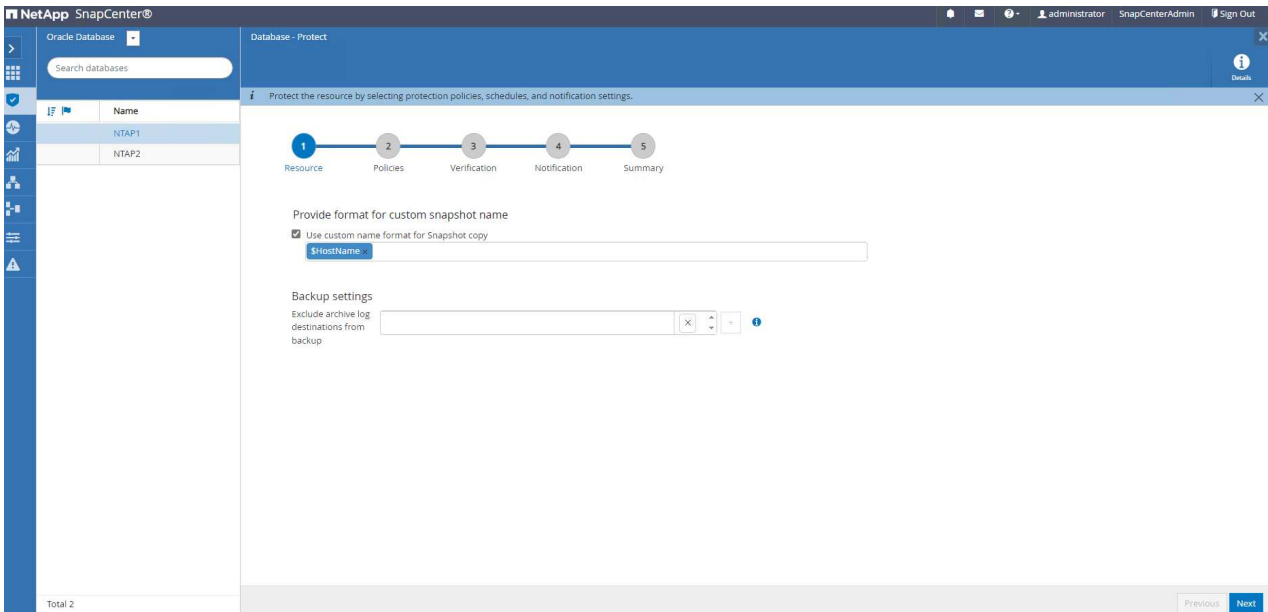 NetApp SnapCenter®
administrator SnapCenterAdmin Sign Out
Oracle Database
Search databases
Name
NTAP1
NTAP2
Total 2
Database - Protect
Details
i Protect the resource by selecting protection policies, schedules, and notification settings.
1 2 3 4 5
Resource Policies Verification Notification Summary
Provide format for custom snapshot name
Use custom name format for Snapshot copy
$HostName ×
Backup settings
Exclude archive log
destinations from
backup
Previous Next